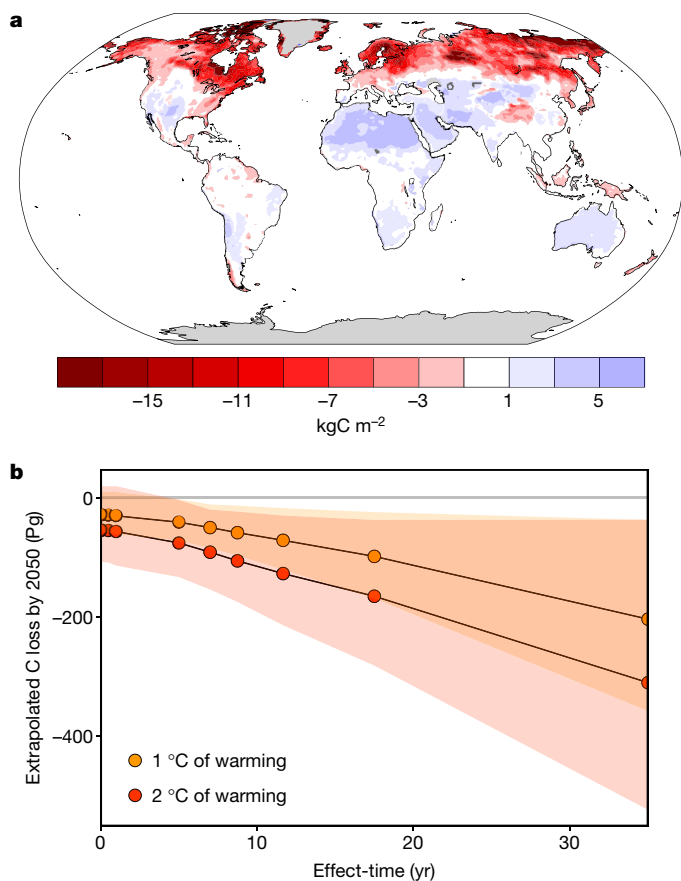 a
−15 −11 −7 −3 1 5
kgC m⁻²
b
Extrapolated C loss by 2050 (Pg)
0
−200
−400
1 °C of warming
2 °C of warming
0 10 20 30
Effect-time (yr)